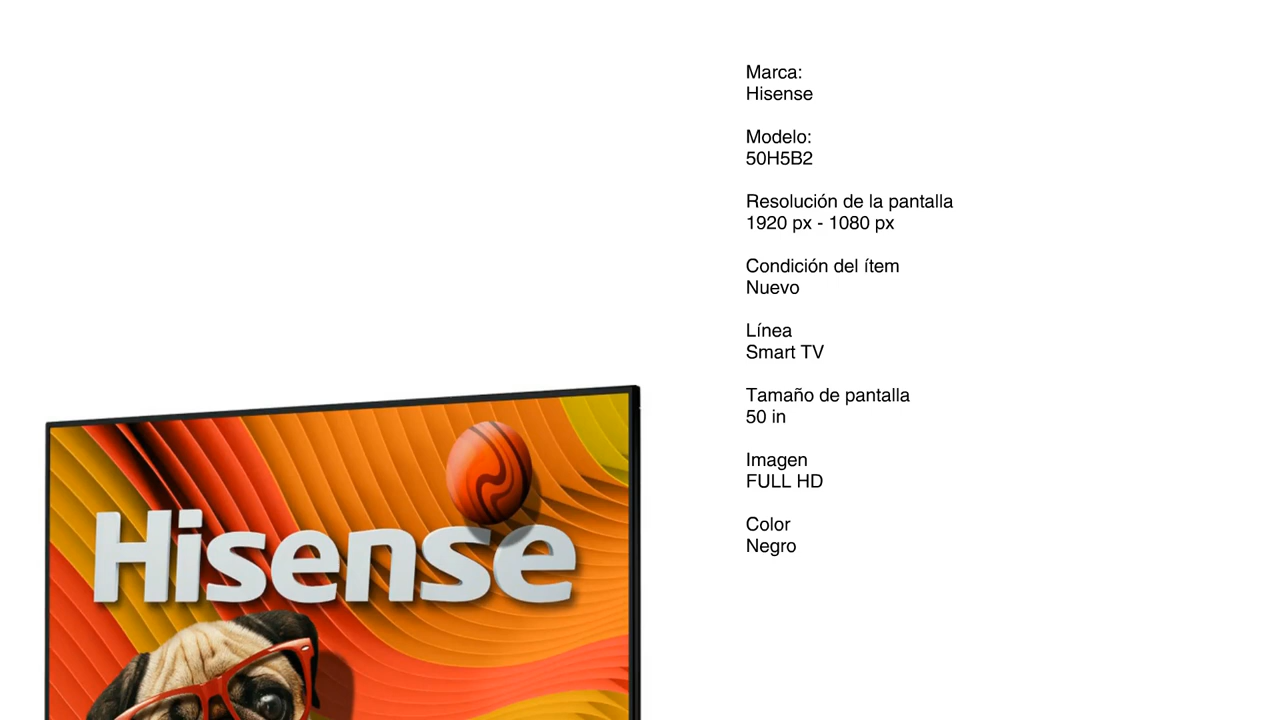 Marca:
Hisense
Modelo:
50H5B2
Resolución de la pantalla
1920 px - 1080 px
Condición del ítem
Nuevo
Línea
Smart TV
Tamaño de pantalla
50 in
Imagen
FULL HD
Color
Negro
Hisense